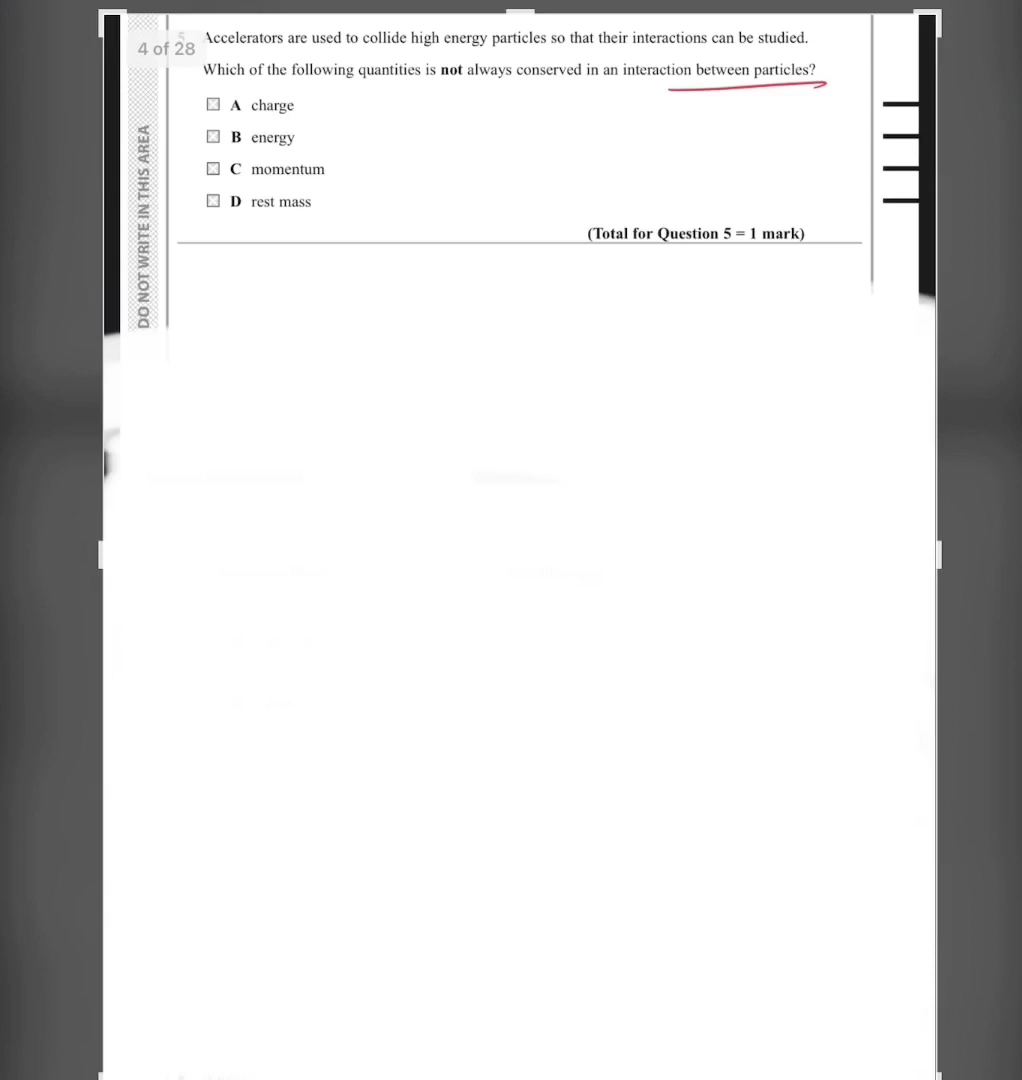 4 of 28
5 Accelerators are used to collide high energy particles so that their interactions can be studied.
Which of the following quantities is not always conserved in an interaction between particles?
A charge
B energy
C momentum
D rest mass
(Total for Question 5 = 1 mark)
DO NOT WRITE IN THIS AREA